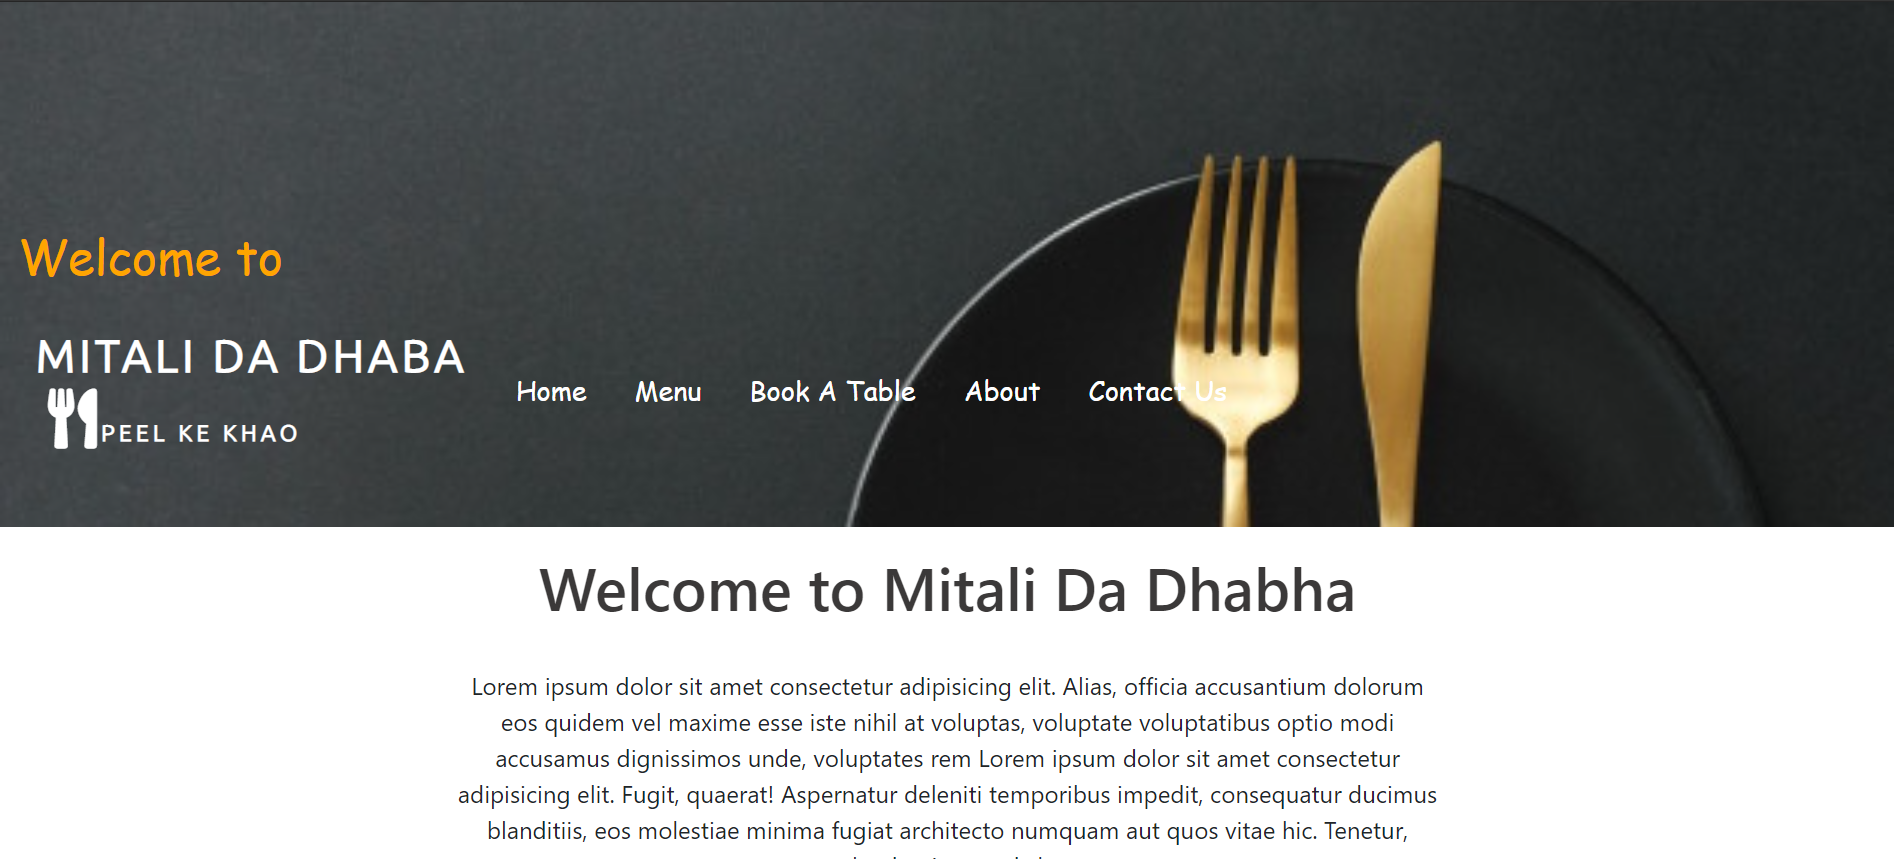 Welcome to
MITALI DA DHABA
PEEL KE KHAO
Home Menu Book A Table About Contact Us
Welcome to Mitali Da Dhabha
Lorem ipsum dolor sit amet consectetur adipisicing elit. Alias, officia accusantium dolorum
eos quidem vel maxime esse iste nihil at voluptas, voluptate voluptatibus optio modi
accusamus dignissimos unde, voluptates rem Lorem ipsum dolor sit amet consectetur
adipisicing elit. Fugit, quaerat! Aspernatur deleniti temporibus impedit, consequatur ducimus
blanditiis, eos molestiae minima fugiat architecto numquam aut quos vitae hic. Tenetur,